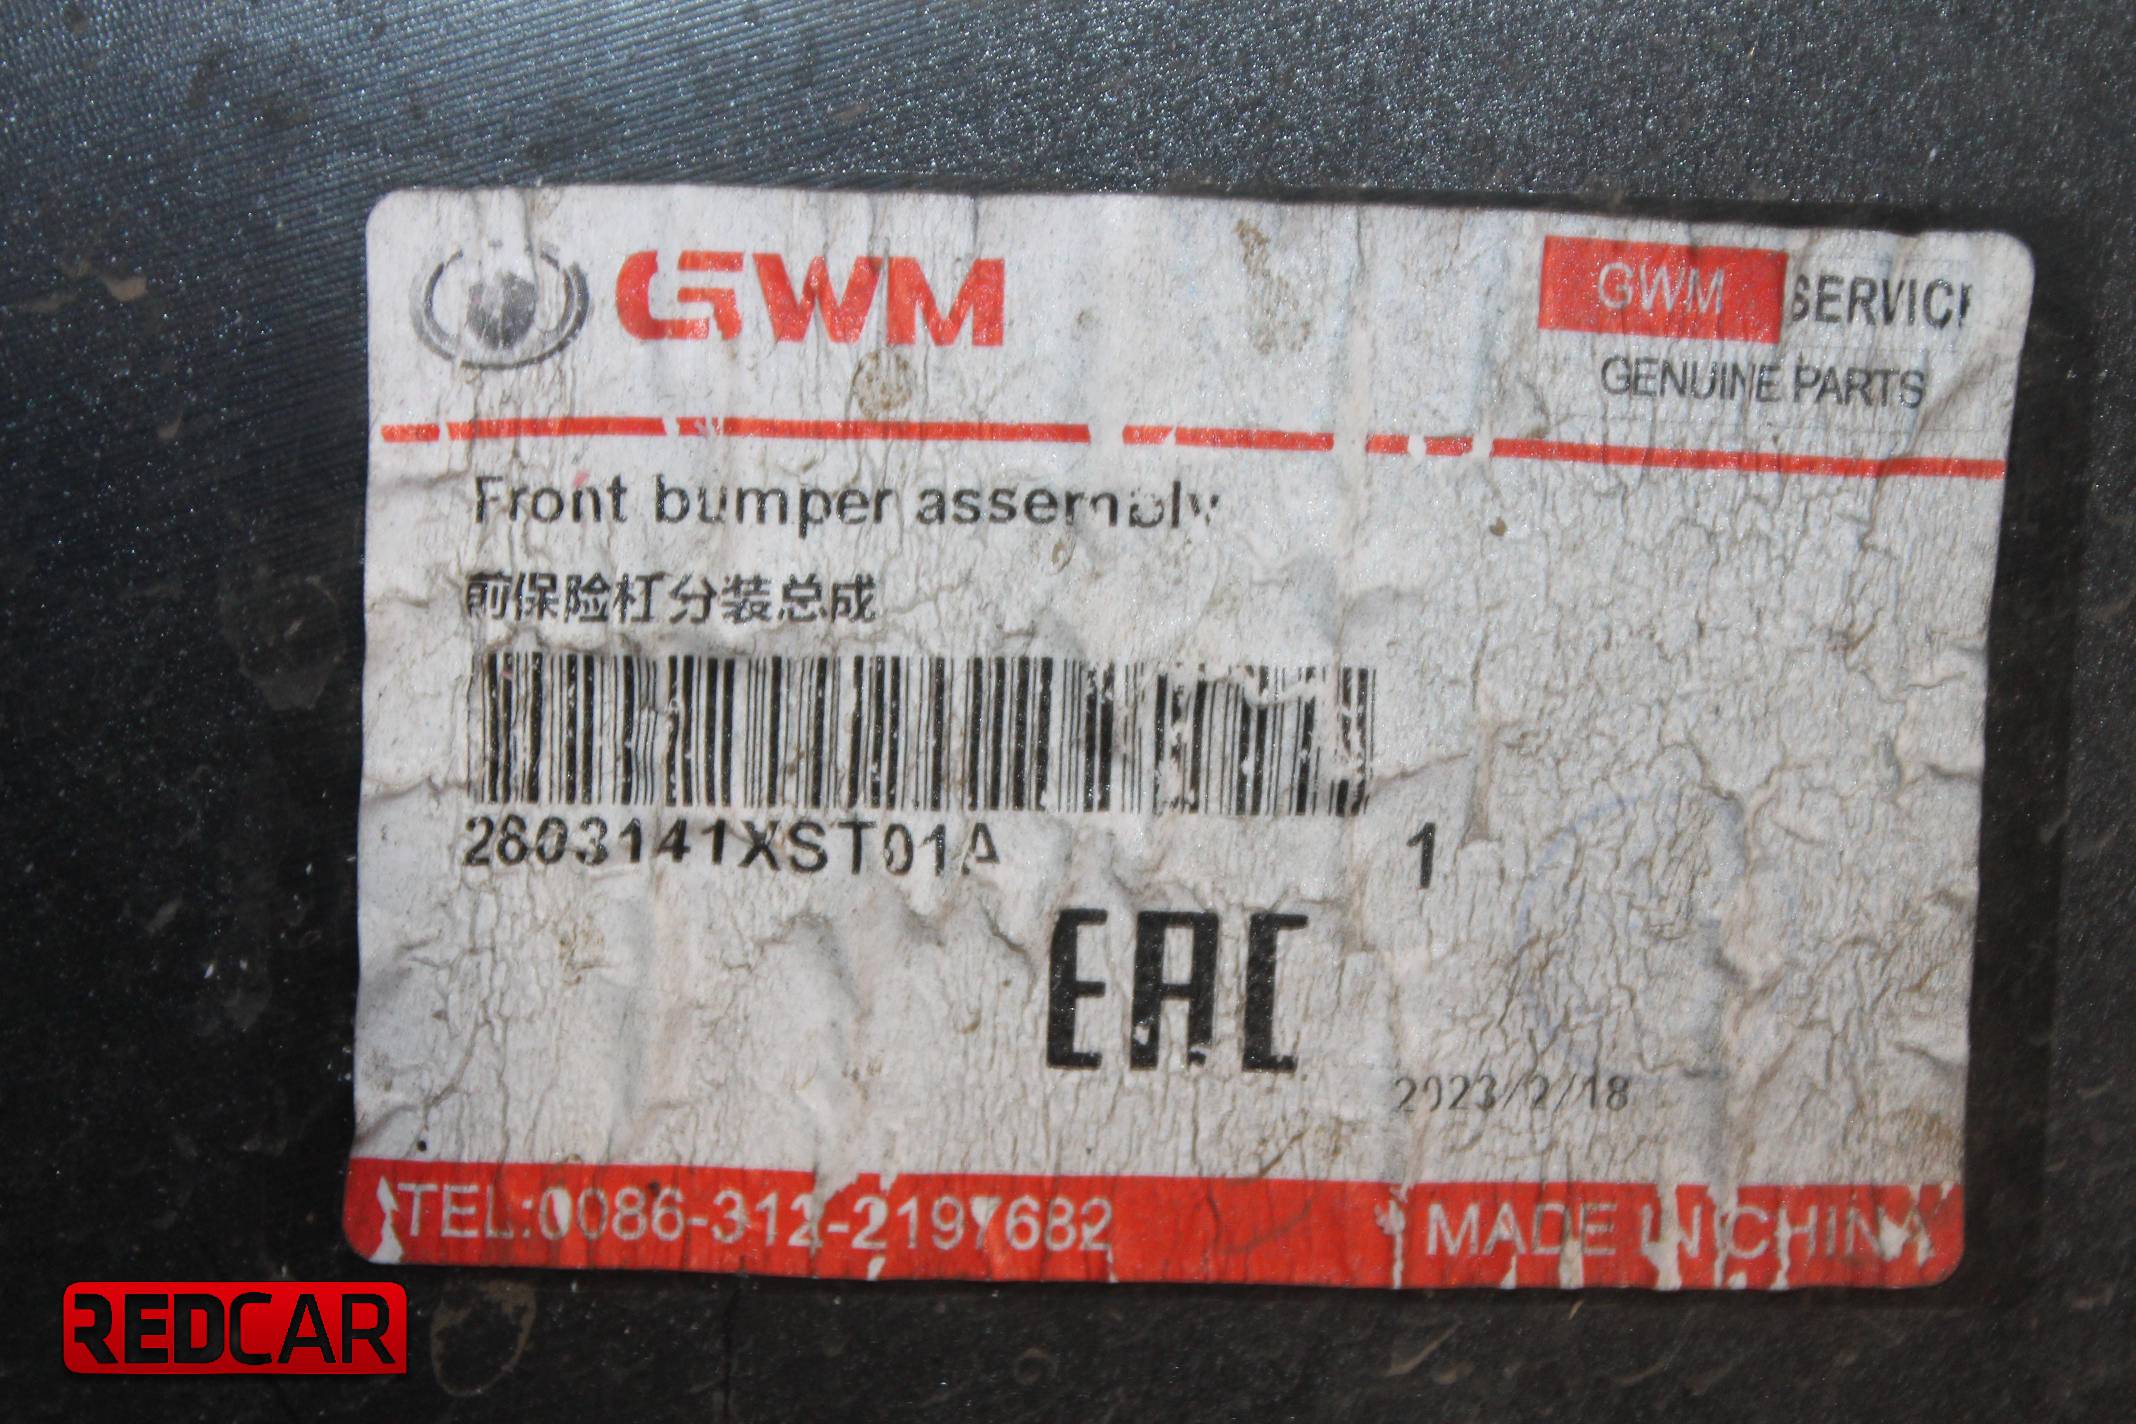 GWM
GWM SERVICE
GENUINE PARTS
Front bumper assembly
前保险杠分装总成
2803141XST01A 1
EAC
2023/2/18
TEL:0086-312-2197682 MADE IN CHINA
REDCAR